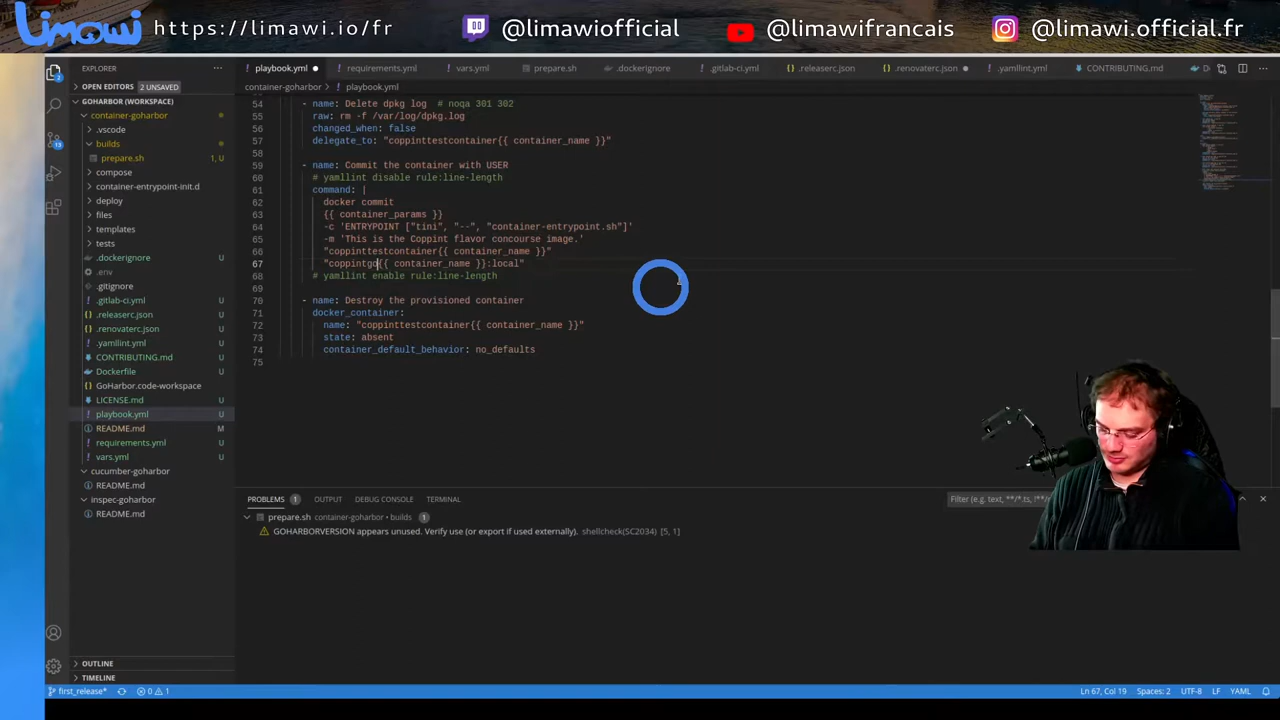 Limawi https://limawi.io/fr @limawiofficial @limawifrancais @limawi.official.fr
EXPLORER ··· playbook.yml requirements.yml vars.yml prepare.sh .dockerignore .gitlab-ci.yml .releaserc.json .renovaterc.json .yamllint.yml CONTRIBUTING.md D
OPEN EDITORS 2 UNSAVED
container-goharbor > playbook.yml
GOHARBOR (WORKSPACE)
container-goharbor
.vscode
builds
prepare.sh 1, U
compose
container-entrypoint-init.d
deploy
files
templates
tests
.dockerignore U
.env
.gitignore
.gitlab-ci.yml U
.releaserc.json U
.renovaterc.json U
.yamllint.yml U
CONTRIBUTING.md U
Dockerfile U
GoHarbor.code-workspace
LICENSE.md U
playbook.yml U
README.md M
requirements.yml U
vars.yml U
cucumber-goharbor
README.md
inspec-goharbor
README.md
OUTLINE
TIMELINE
54 - name: Delete dpkg log # noqa 301 302
55 raw: rm -f /var/log/dpkg.log
56 changed_when: false
57 delegate_to: "coppinttestcontainer{{ container_name }}"
58
59 - name: Commit the container with USER
60 # yamllint disable rule:line-length
61 command: |
62 docker commit
63 {{ container_params }}
64 -c 'ENTRYPOINT ["tini", "--", "container-entrypoint.sh"]'
65 -m 'This is the Coppint flavor concourse image.'
66 "coppinttestcontainer{{ container_name }}"
67 "coppintgo{{ container_name }}:local"
68 # yamllint enable rule:line-length
69
70 - name: Destroy the provisioned container
71 docker_container:
72 name: "coppinttestcontainer{{ container_name }}"
73 state: absent
74 container_default_behavior: no_defaults
75
PROBLEMS 1 OUTPUT DEBUG CONSOLE TERMINAL Filter (e.g. text, **/*.ts, !**/
prepare.sh container-goharbor • builds 1
GOHARBORVERSION appears unused. Verify use (or export if used externally). shellcheck(SC2034) [5, 1]
first_release* 0 1 Ln 67, Col 19 Spaces: 2 UTF-8 LF YAML